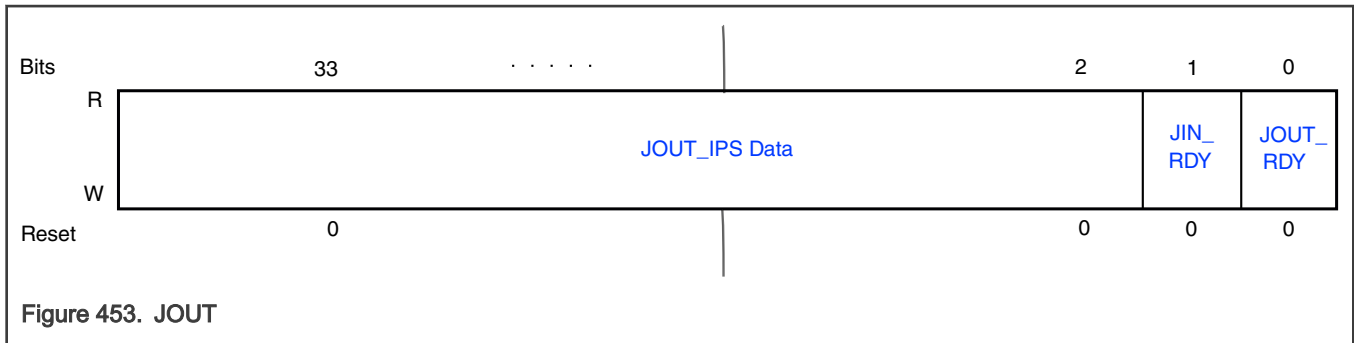 Bits 33 . . . . . 2 1 0
R
JOUT_IPS Data
JIN_
RDY
JOUT_
RDY
W
Reset 0 0 0 0
Figure 453. JOUT